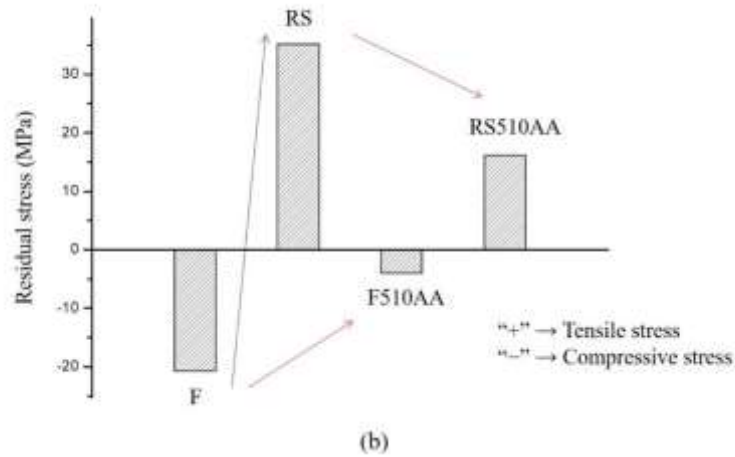 RS
30
RS510AA
20
10
0
-10
-20
Residual stress (MPa)
F510AA
F
“+” → Tensile stress
“−” → Compressive stress
(b)